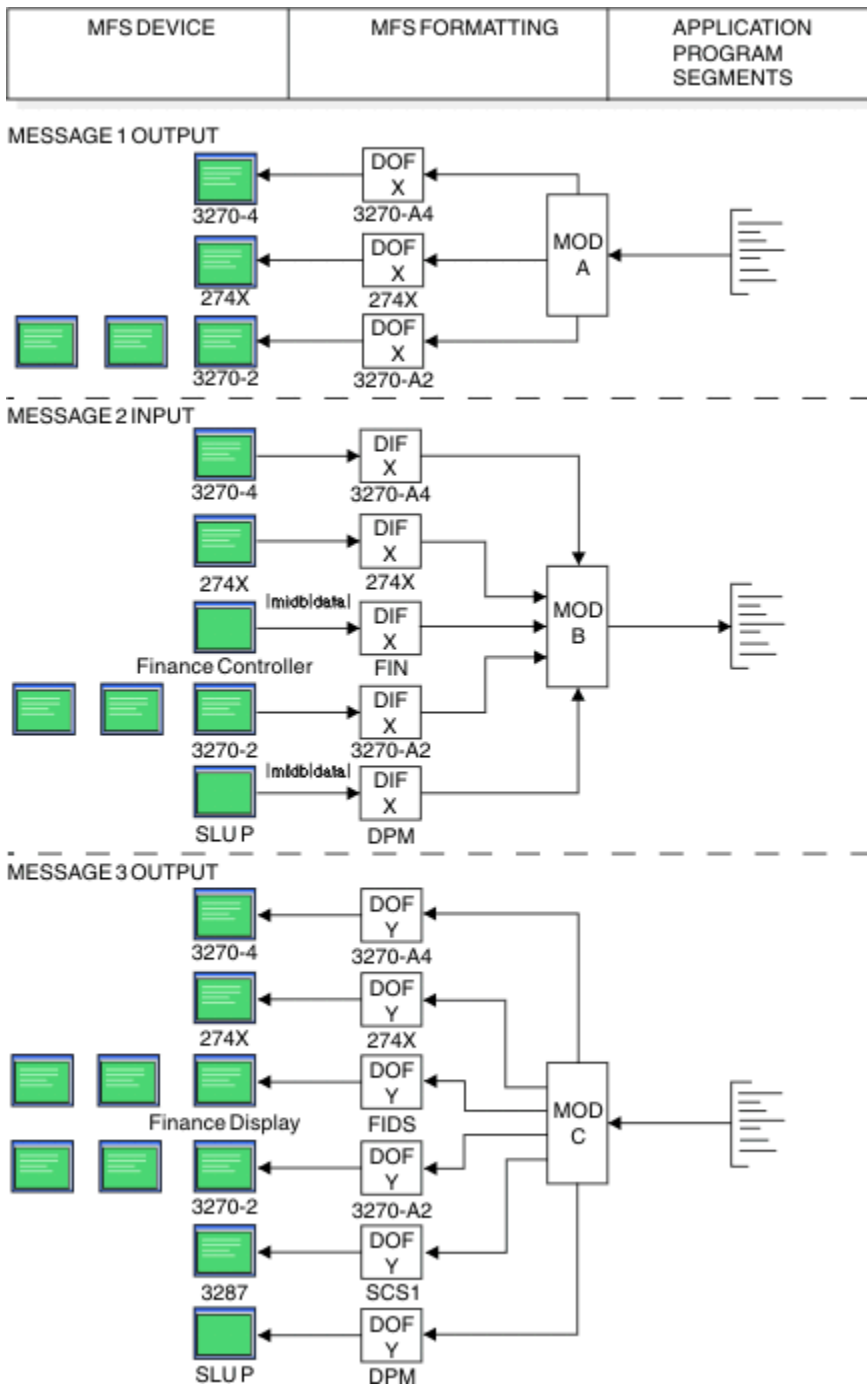 MFS DEVICE
MFS FORMATTING
APPLICATION
PROGRAM
SEGMENTS
MESSAGE 1 OUTPUT
DOF
X
3270-4
3270-A4
MOD
A
DOF
X
274X
274X
DOF
X
3270-2
3270-A2
MESSAGE 2 INPUT
DIF
X
3270-4
3270-A4
DIF
X
274X
274X
|midb|data|
DIF
X
MOD
B
Finance Controller
FIN
DIF
X
3270-2
3270-A2
|midb|data|
DIF
X
SLU P
DPM
MESSAGE 3 OUTPUT
DOF
Y
3270-4
3270-A4
DOF
Y
274X
274X
DOF
Y
Finance Display
FIDS
MOD
C
DOF
Y
3270-2
3270-A2
DOF
Y
3287
SCS1
DOF
Y
SLU P
DPM